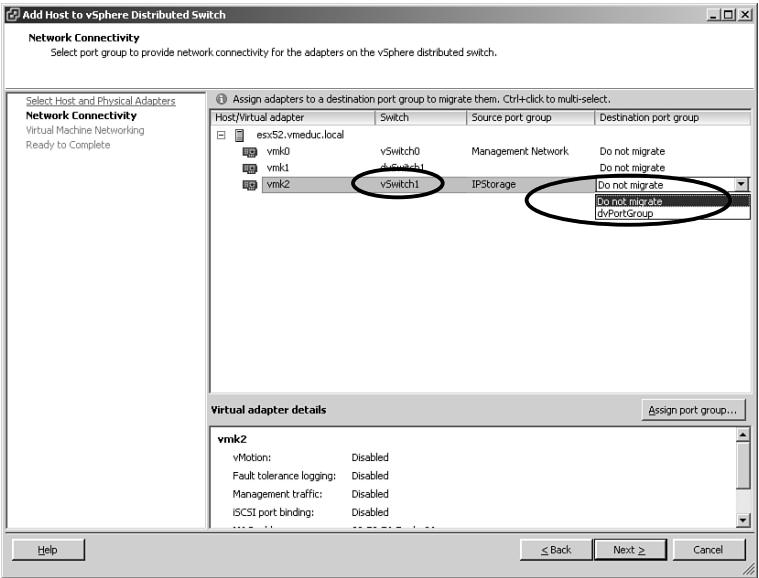 Add Host to vSphere Distributed Switch
Network Connectivity
Select port group to provide network connectivity for the adapters on the vSphere distributed switch.
Select Host and Physical Adapters
Network Connectivity
Virtual Machine Networking
Ready to Complete
Assign adapters to a destination port group to migrate them. Ctrl+click to multi-select.
Host/Virtual adapter Switch Source port group Destination port group
esx52.vmeduc.local
vmk0 vSwitch0 Management Network Do not migrate
vmk1 dvSwitch1 Do not migrate
vmk2 vSwitch1 IPStorage Do not migrate
Do not migrate
dvPortGroup
Virtual adapter details
Assign port group...
vmk2
vMotion: Disabled
Fault tolerance logging: Disabled
Management traffic: Disabled
iSCSI port binding: Disabled
Help
< Back Next > Cancel